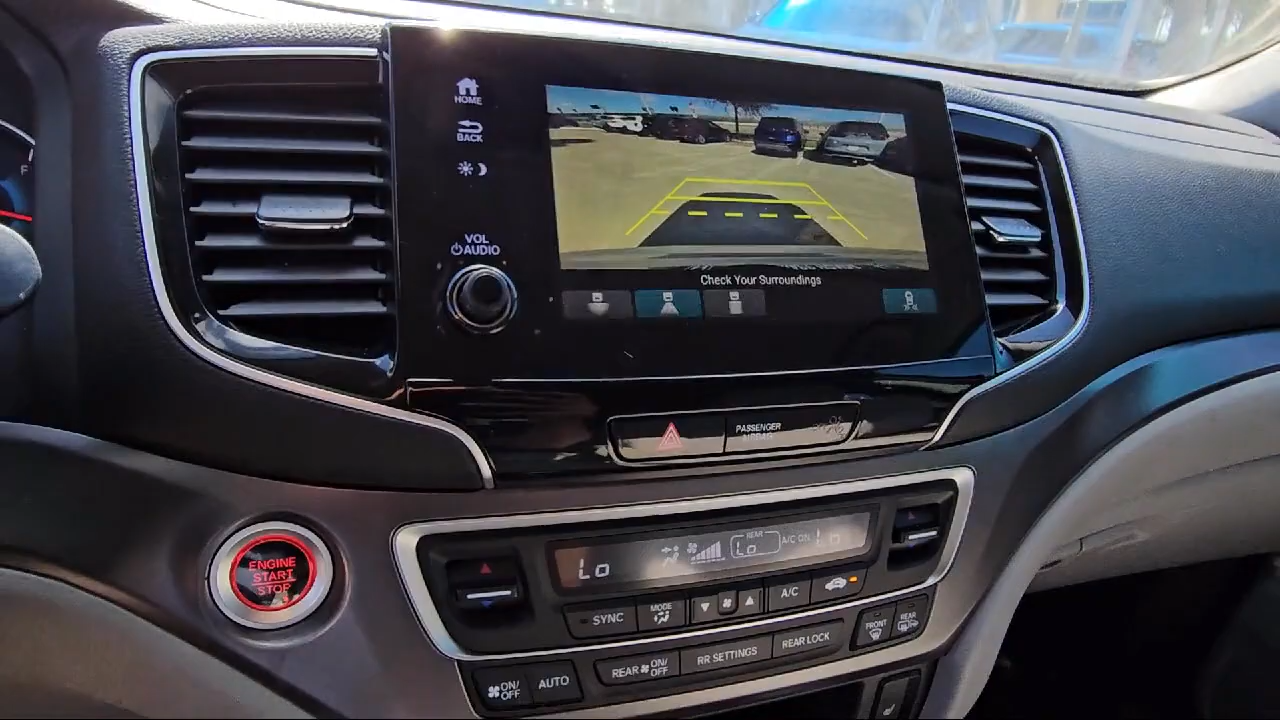 F
HOME
BACK
VOL
AUDIO
Check Your Surroundings
PASSENGER
AIRBAG
ENGINE
START
STOP
Lo
REAR
Lo
A/C ON
SYNC
MODE
A/C
FRONT
REAR
ON/
OFF
AUTO
REAR ON/
OFF
RR SETTINGS
REAR LOCK